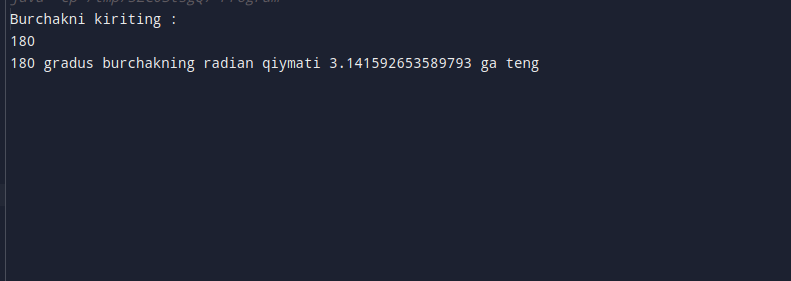 Burchakni kiriting :
180
180 gradus burchakning radian qiymati 3.141592653589793 ga teng